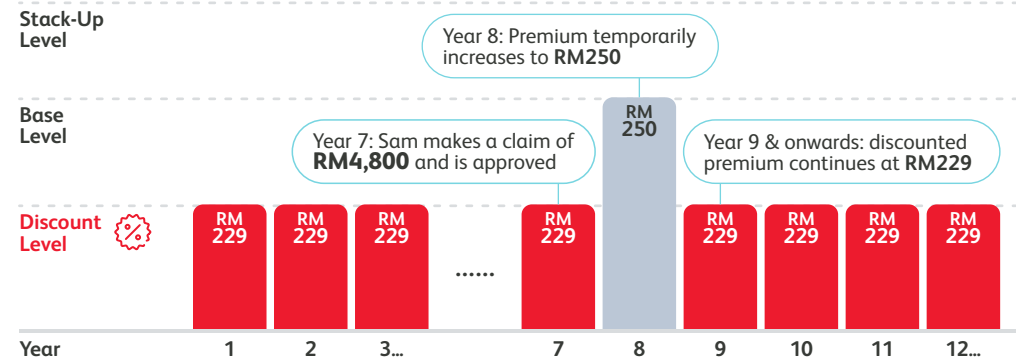 Stack-Up
Level
Year 8: Premium temporarily
increases to RM250
Base
Level
RM
250
Year 7: Sam makes a claim of
RM4,800 and is approved
Year 9 & onwards: discounted
premium continues at RM229
Discount
Level
%
RM
229
RM
229
RM
229
......
RM
229
RM
229
RM
229
RM
229
RM
229
Year 1 2 3... 7 8 9 10 11 12...